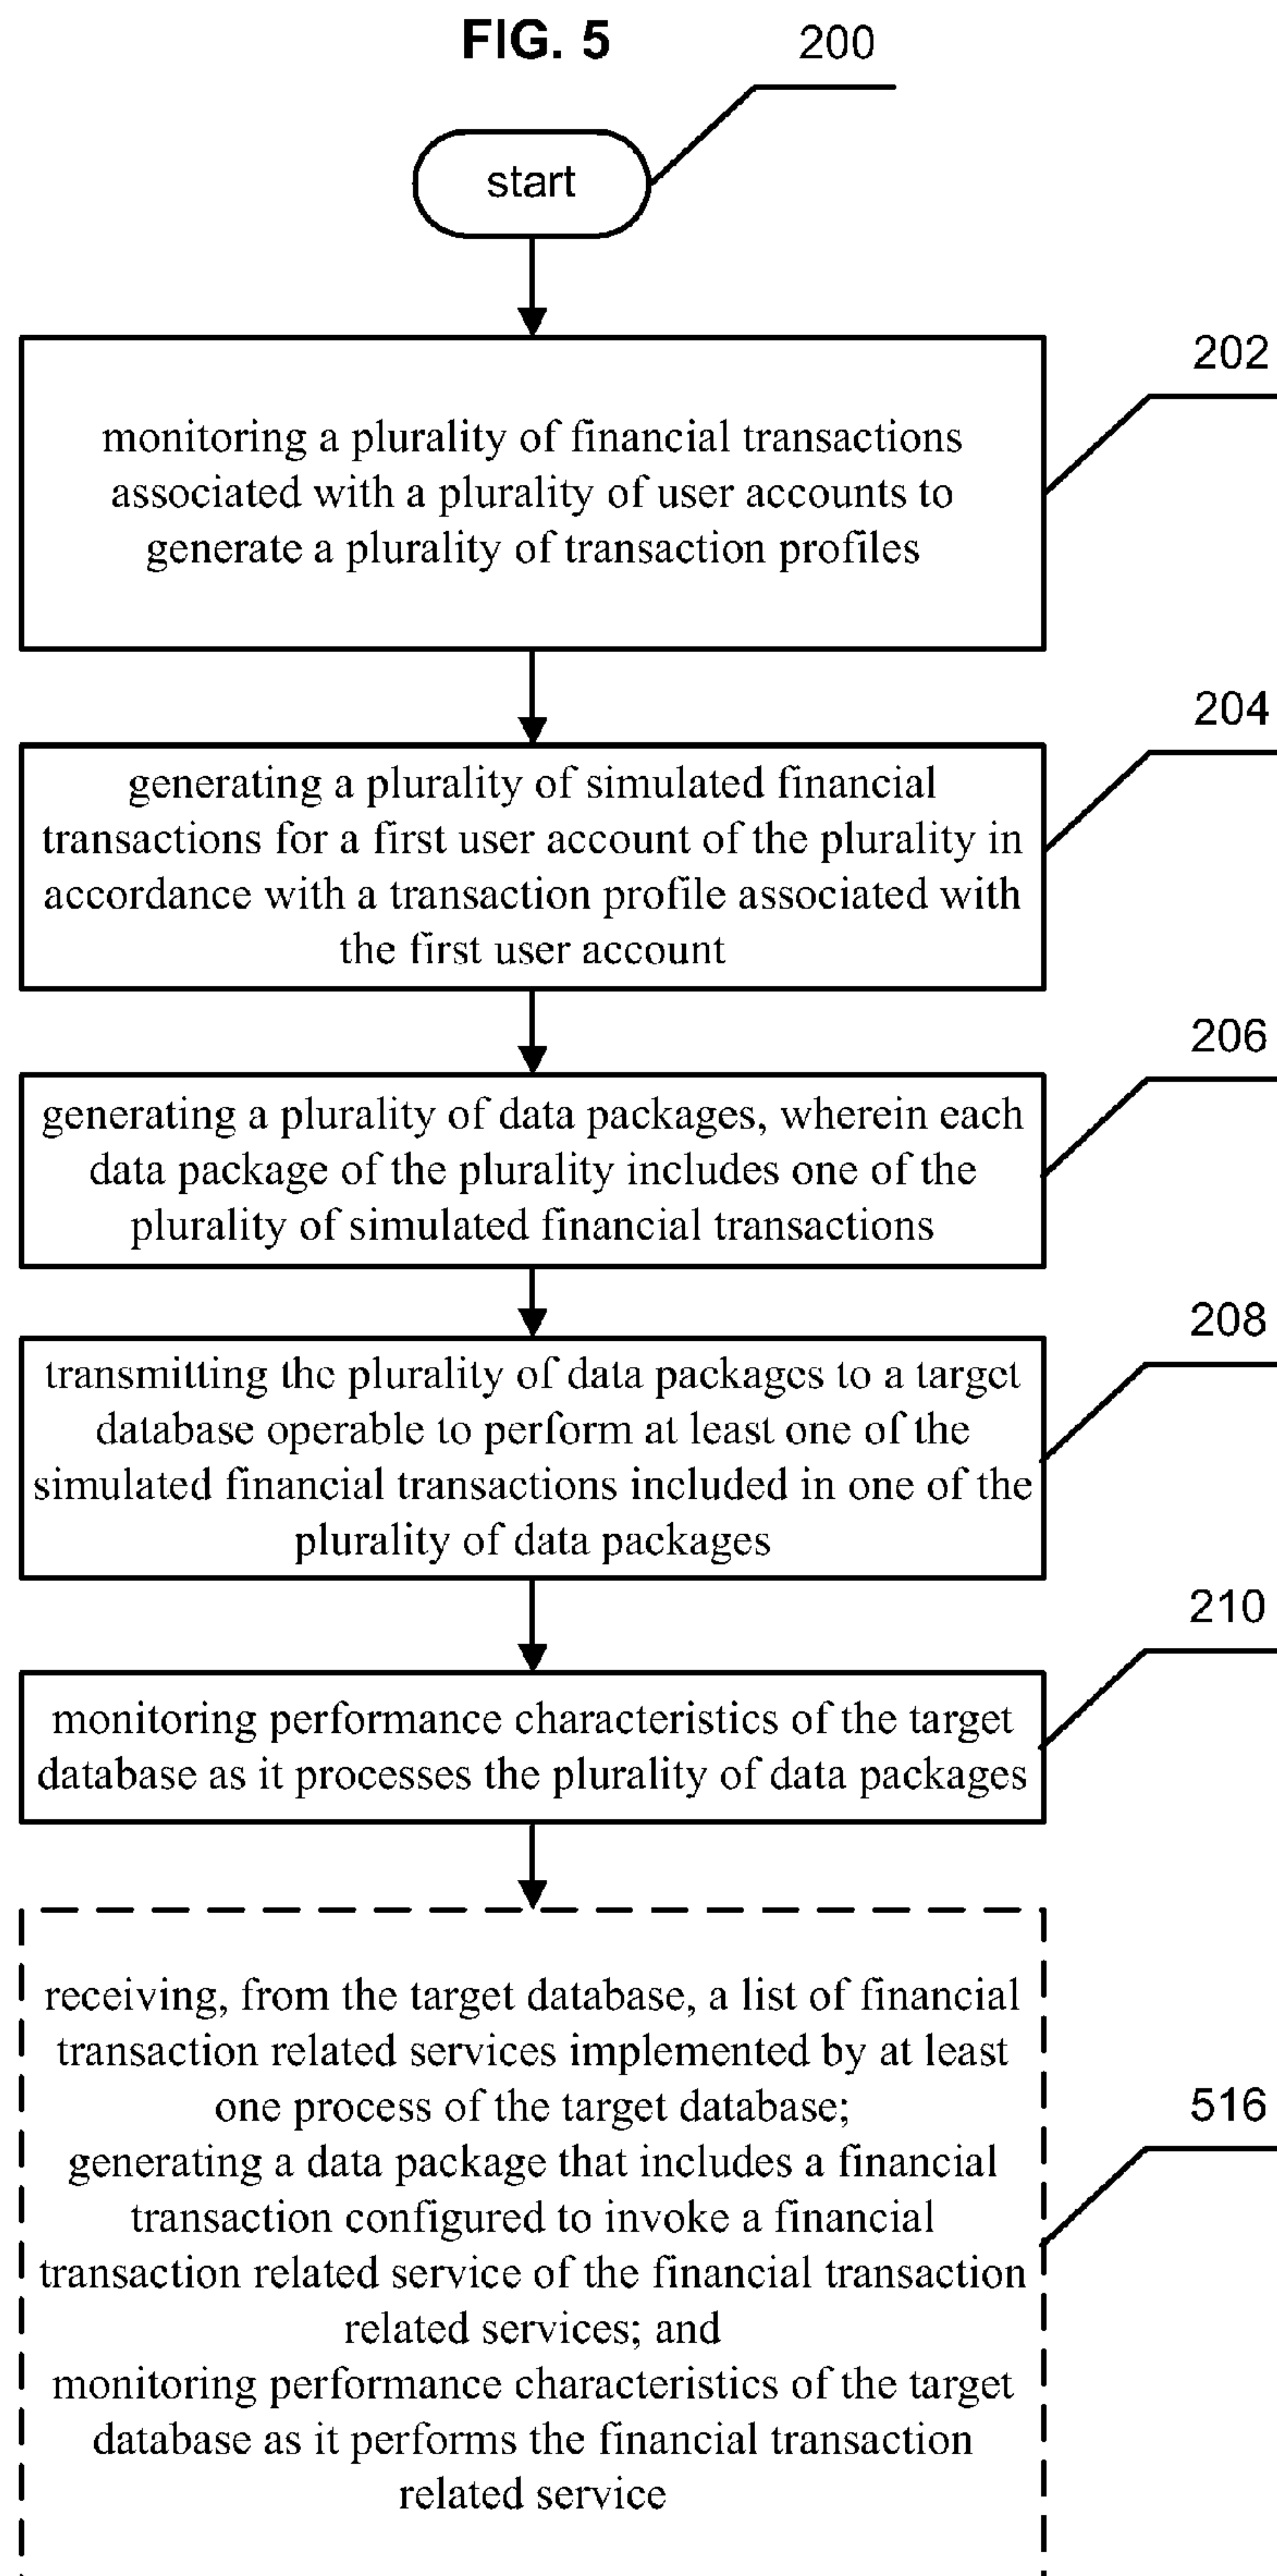 FIG. 5
200
start
202
monitoring a plurality of financial transactions
associated with a plurality of user accounts to
generate a plurality of transaction profiles
204
generating a plurality of simulated financial
transactions for a first user account of the plurality in
accordance with a transaction profile associated with
the first user account
206
generating a plurality of data packages, wherein each
data package of the plurality includes one of the
plurality of simulated financial transactions
208
transmitting the plurality of data packages to a target
database operable to perform at least one of the
simulated financial transactions included in one of the
plurality of data packages
210
monitoring performance characteristics of the target
database as it processes the plurality of data packages
receiving, from the target database, a list of financial
transaction related services implemented by at least
one process of the target database;
generating a data package that includes a financial
transaction configured to invoke a financial
transaction related service of the financial transaction
related services; and
monitoring performance characteristics of the target
database as it performs the financial transaction
related service
516